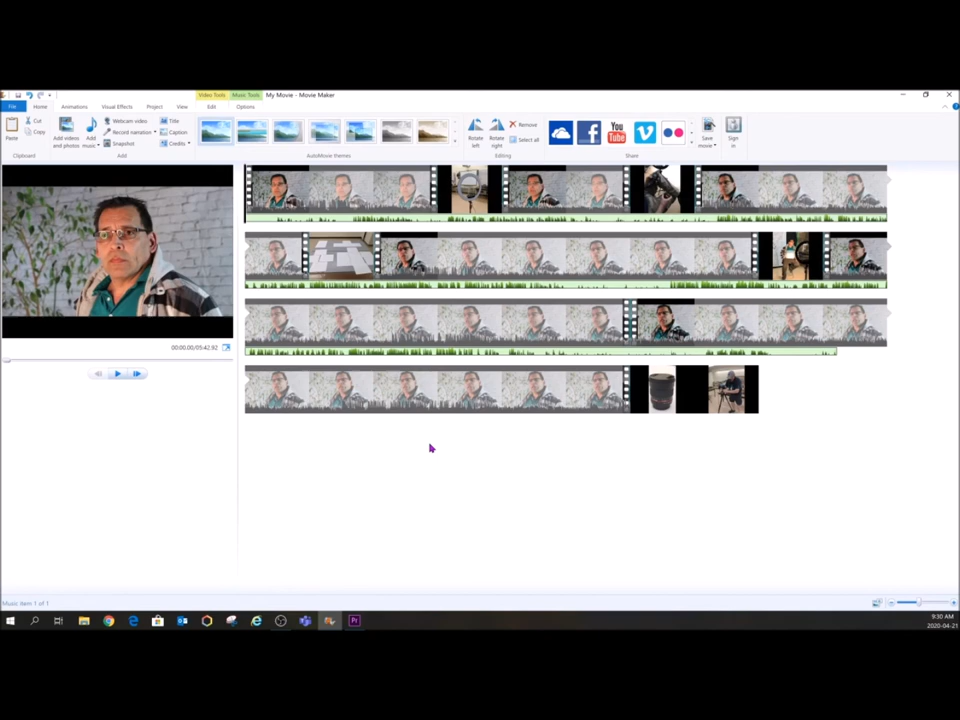 Video Tools Music Tools My Movie - Movie Maker
File Home Animations Visual Effects Project View Edit Options
Paste Cut Copy Add videos and photos Add music Webcam video Record narration Snapshot Title Caption Credits Rotate left Rotate right Remove Select all You Tube Save movie Sign in
Clipboard Add AutoMovie themes Editing Share
00:00.00/05:42.92
Music item 1 of 1
Pr
9:30 AM
2020-04-21